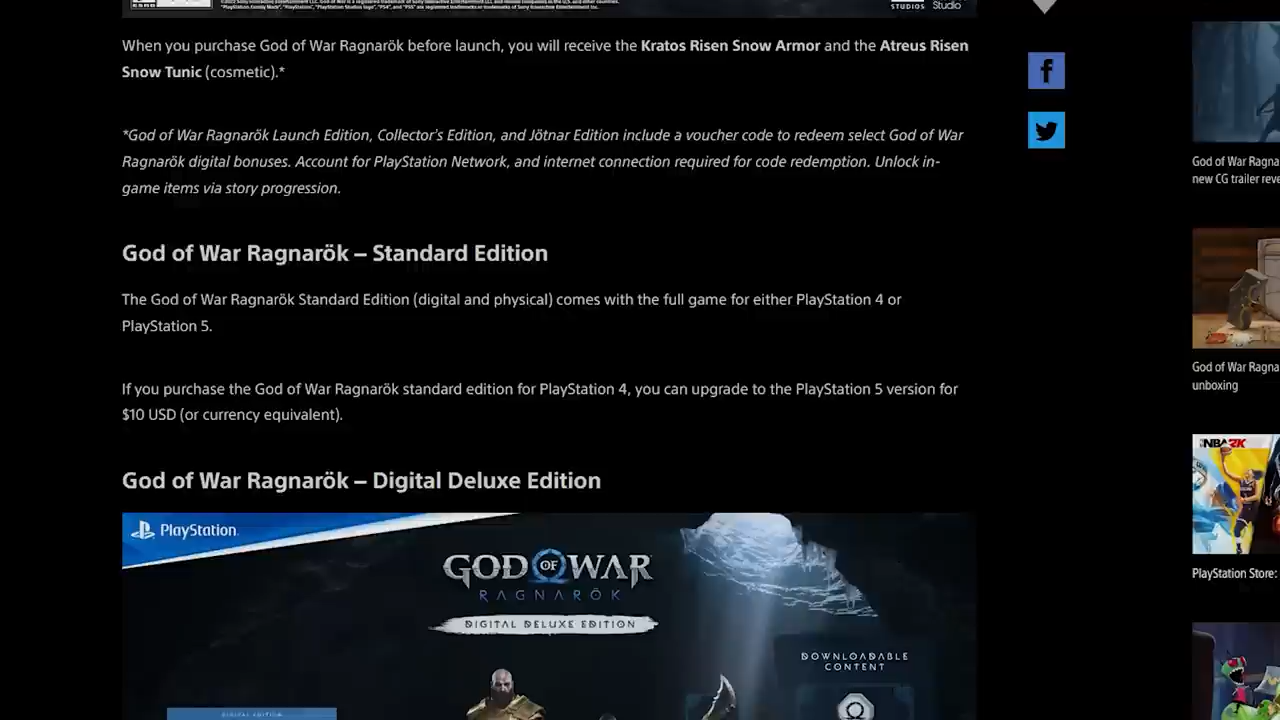 STUDIOS Studio
When you purchase God of War Ragnarök before launch, you will receive the Kratos Risen Snow Armor and the Atreus Risen
Snow Tunic (cosmetic).*
*God of War Ragnarök Launch Edition, Collector's Edition, and Jötnar Edition include a voucher code to redeem select God of War
Ragnarök digital bonuses. Account for PlayStation Network, and internet connection required for code redemption. Unlock in-
game items via story progression.
God of War Ragna
new CG trailer reve
God of War Ragnarök – Standard Edition
The God of War Ragnarök Standard Edition (digital and physical) comes with the full game for either PlayStation 4 or
PlayStation 5.
If you purchase the God of War Ragnarök standard edition for PlayStation 4, you can upgrade to the PlayStation 5 version for
$10 USD (or currency equivalent).
God of War Ragna
unboxing
NBA 2K
God of War Ragnarök – Digital Deluxe Edition
PlayStation
GOD OF WAR
RAGNARÖK
DIGITAL DELUXE EDITION
DOWNLOADABLE
CONTENT
DIGITAL EDITION
PlayStation Store: